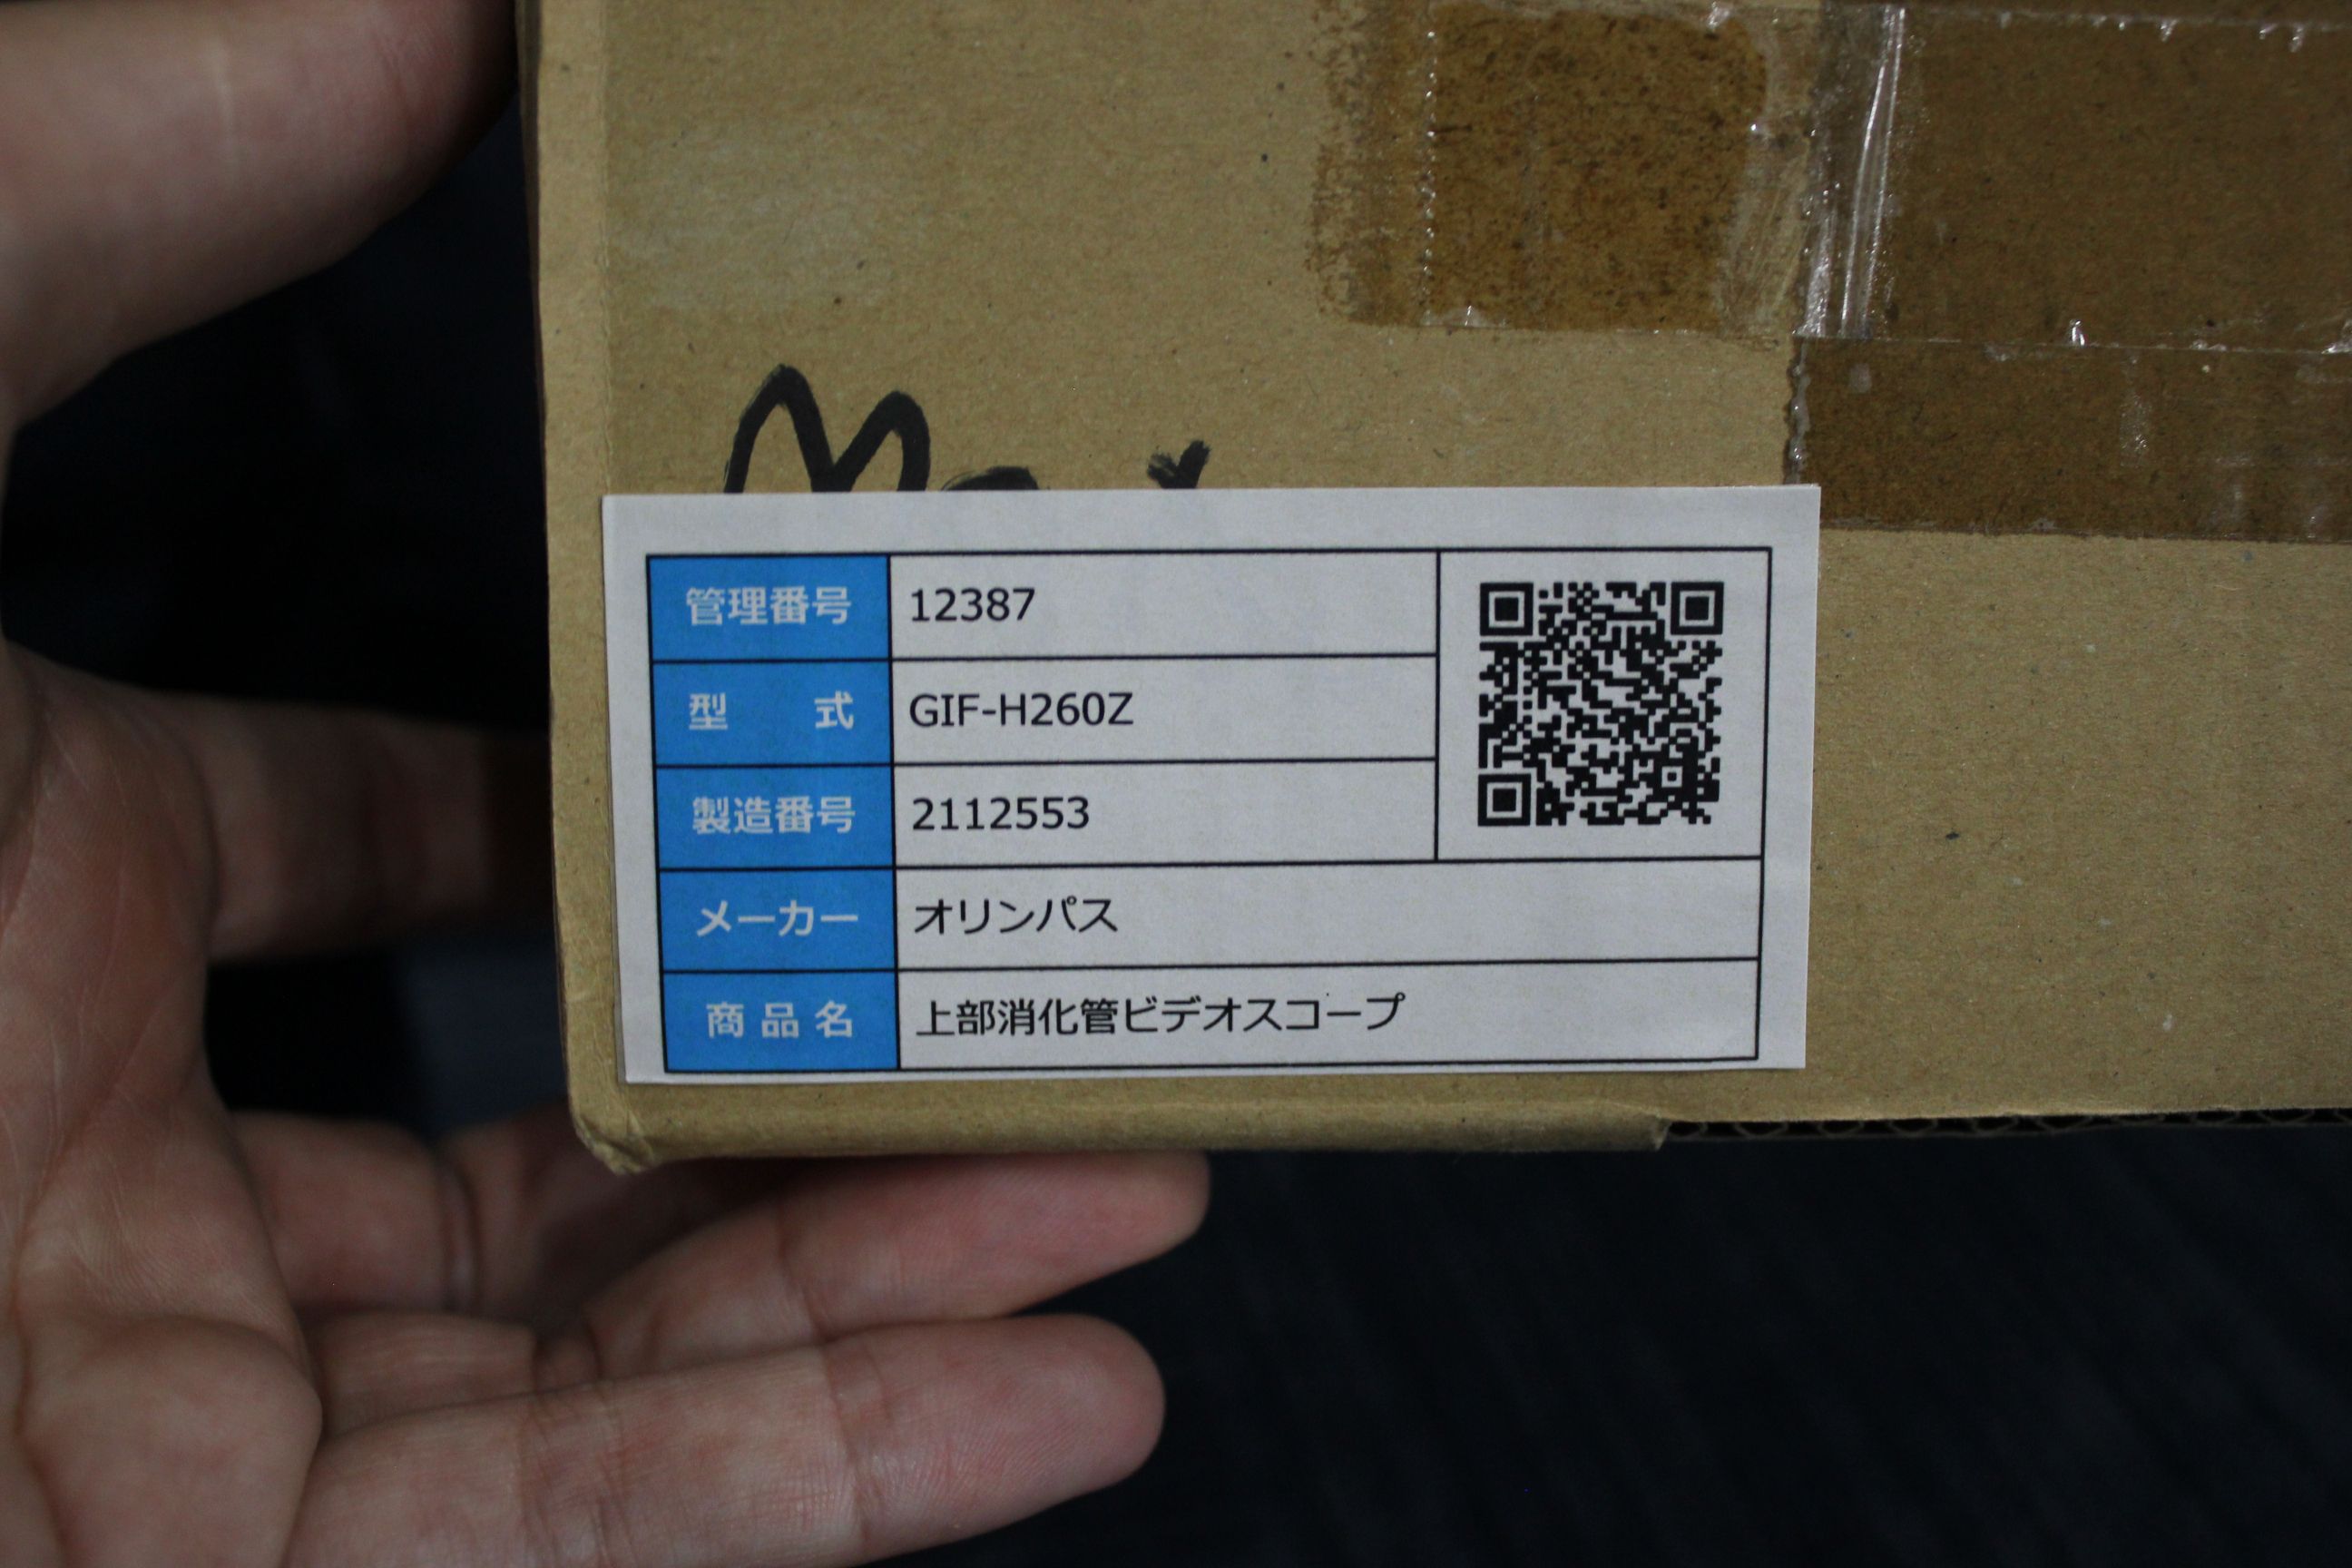 管理番号 12387
型 式 GIF-H260Z
製造番号 2112553
メーカー オリンパス
商品名 上部消化管ビデオスコープ